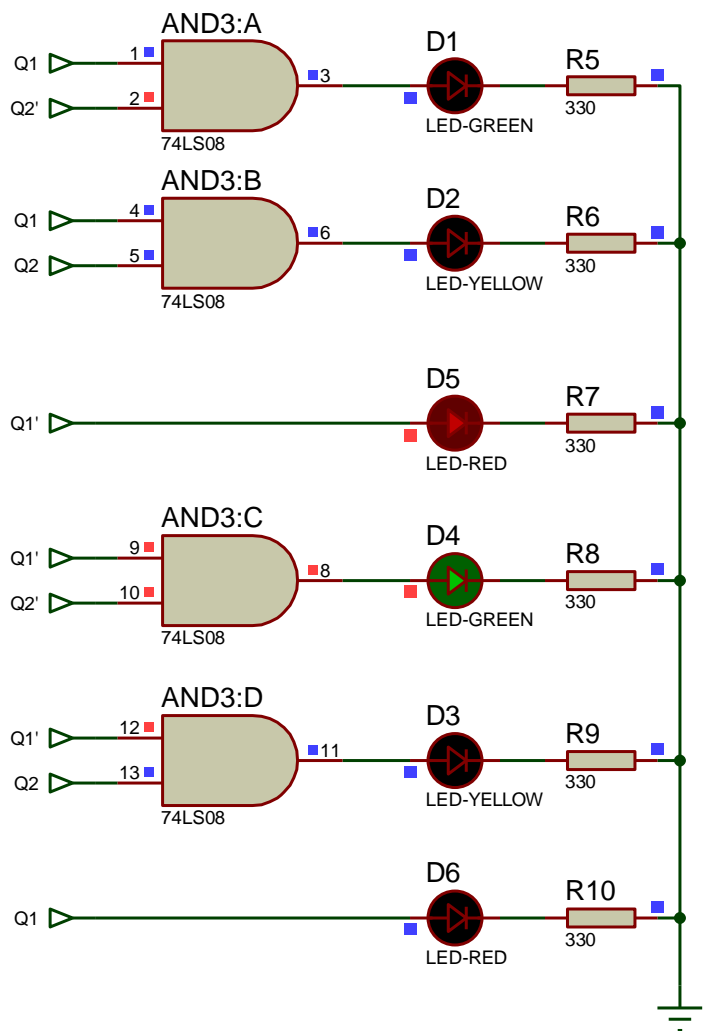 AND3:A
D1
R5
Q1
1
3
Q2'
2
330
LED-GREEN
74LS08
AND3:B
D2
R6
Q1
4
6
Q2
5
330
LED-YELLOW
74LS08
D5
R7
Q1'
330
LED-RED
AND3:C
D4
R8
Q1'
9
8
Q2'
10
330
LED-GREEN
74LS08
AND3:D
D3
R9
Q1'
12
11
Q2
13
330
LED-YELLOW
74LS08
D6
R10
Q1
330
LED-RED